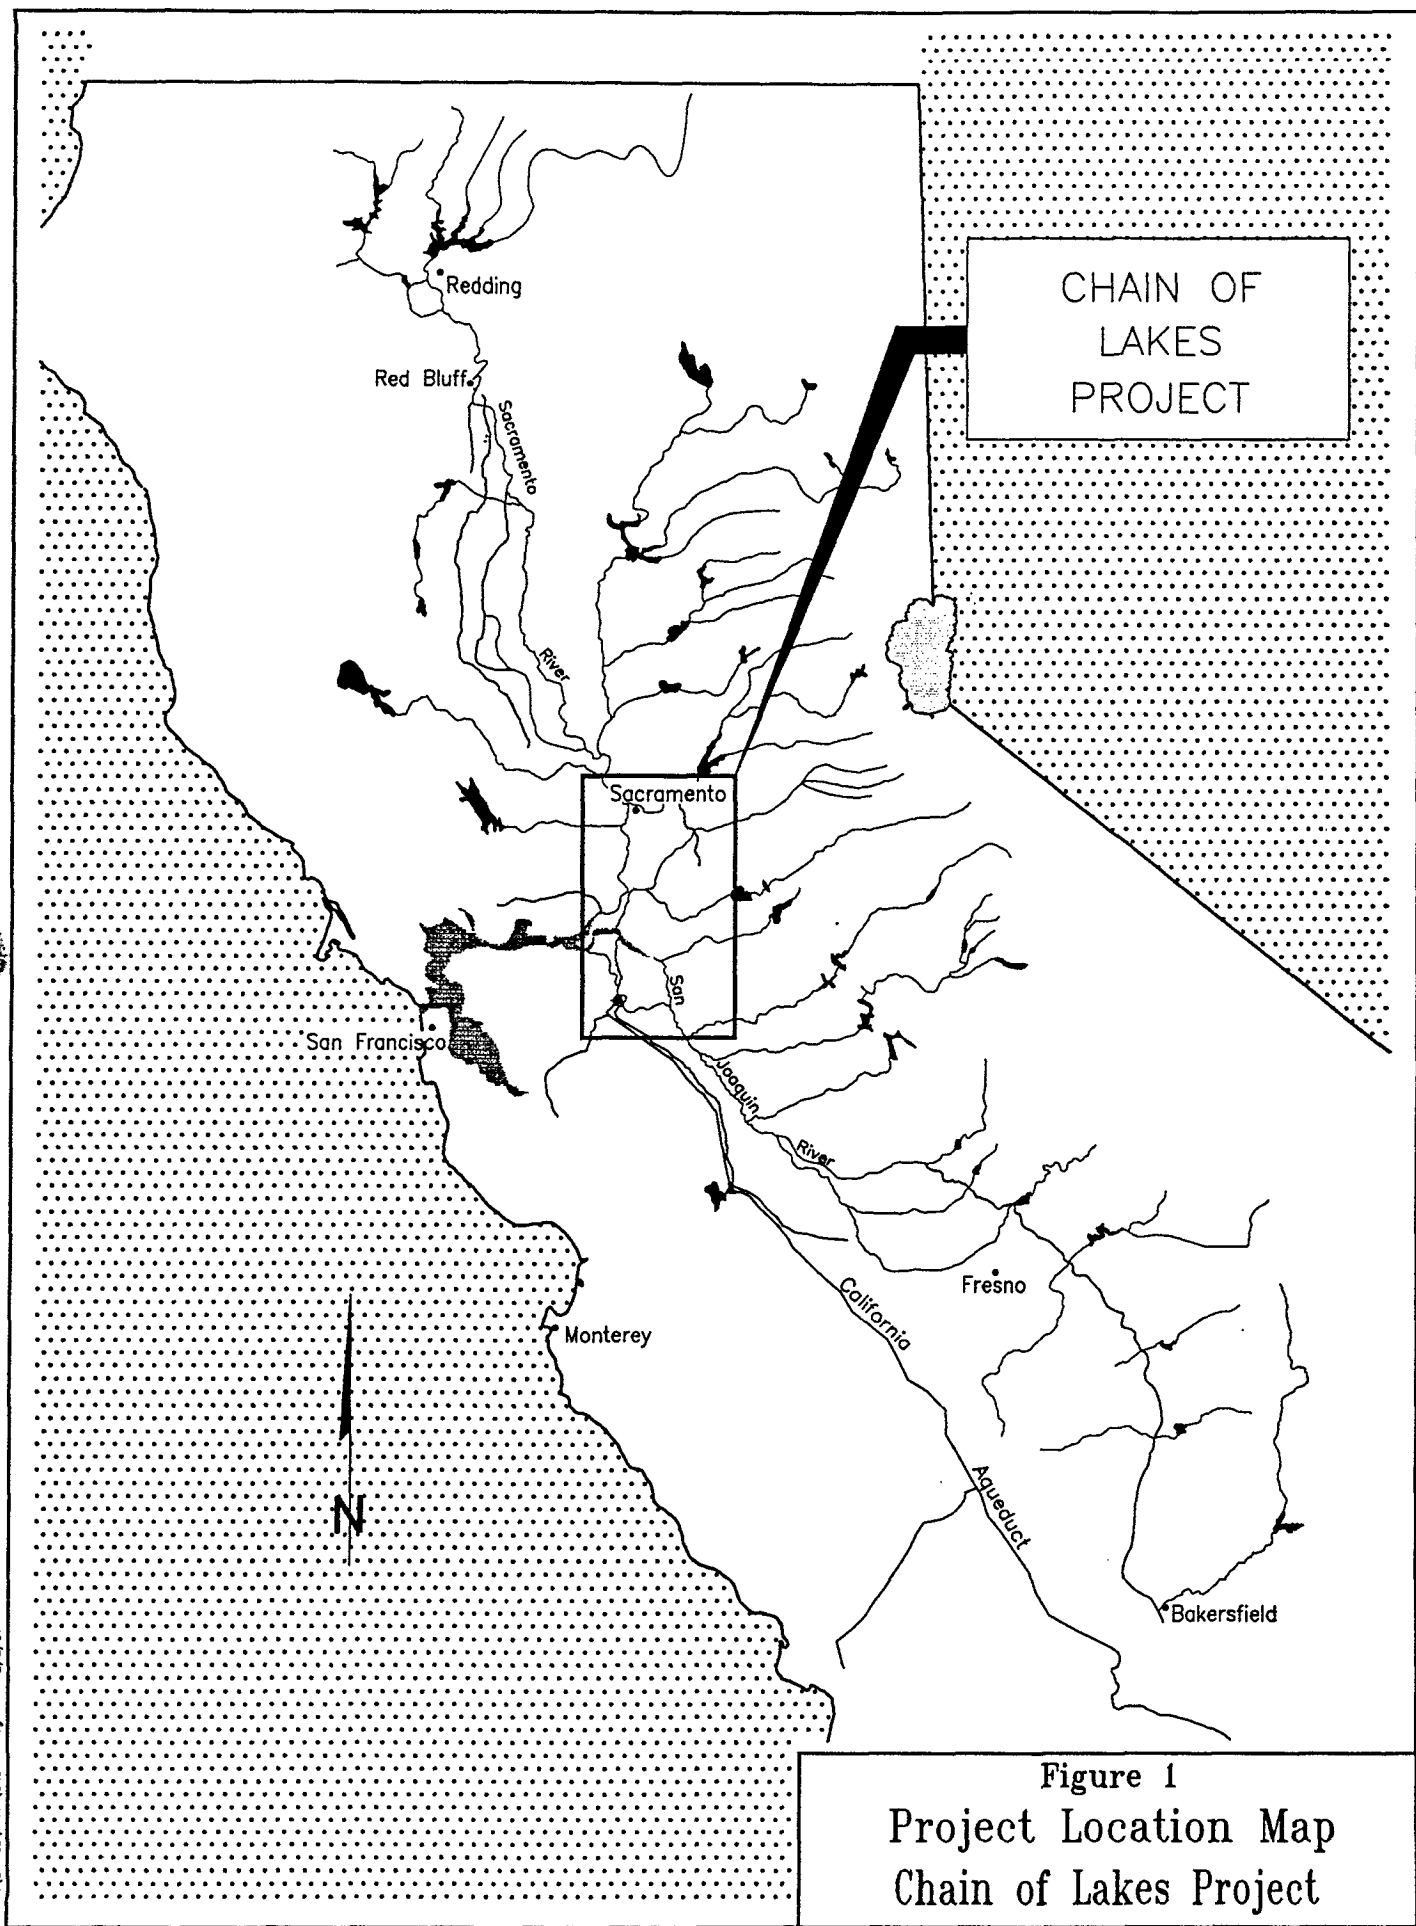 Redding
CHAIN OF
LAKES
PROJECT
Red Bluff
Sacramento
River
Sacramento
San
San Francisco
Joaquin
River
Fresno
California
Monterey
Aqueduct
N
Bakersfield
Figure 1
Project Location Map
Chain of Lakes Project